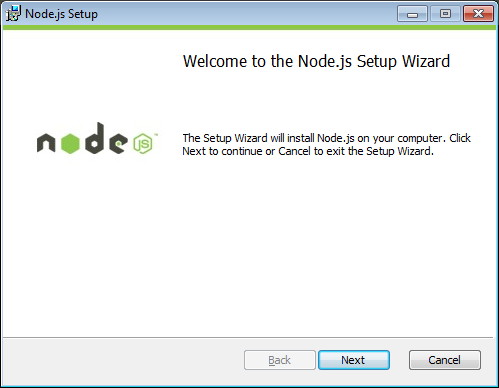 Node.js Setup
Welcome to the Node.js Setup Wizard
node
JS
™
The Setup Wizard will install Node.js on your computer. Click
Next to continue or Cancel to exit the Setup Wizard.
Back
Next
Cancel